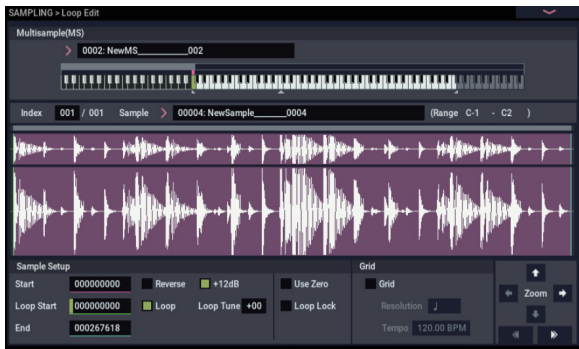 SAMPLING > Loop Edit
Multisample(MS)
0002: NewMS_________002
Index 001 / 001 Sample 00004: NewSample______0004 (Range C-1 - C2 )
Sample Setup Grid
Start 000000000 Reverse +12dB Use Zero Grid
Loop Start 000000000 Loop Loop Tune +00 Loop Lock Resolution ♩ Zoom
End 000267618 Tempo 120.00 BPM